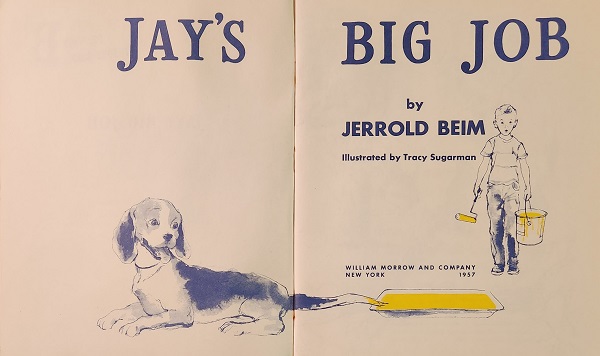 JAY'S BIG JOB
by
JERROLD BEIM
Illustrated by Tracy Sugarman
WILLIAM MORROW AND COMPANY
NEW YORK 1957